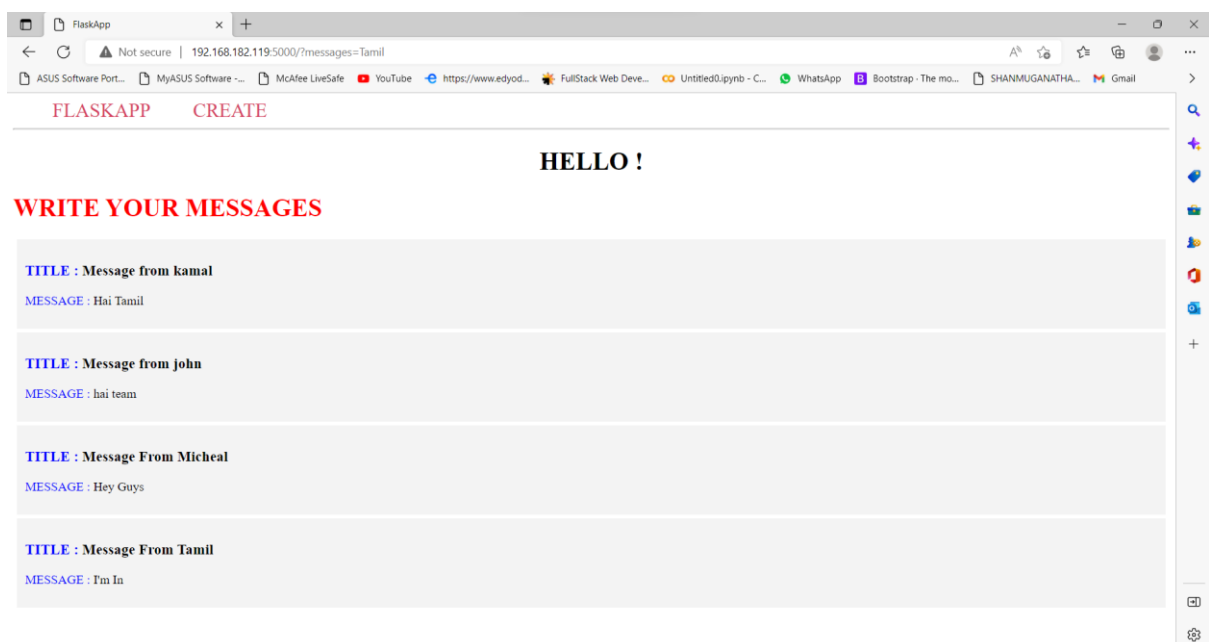 FlaskApp
Not secure | 192.168.182.119:5000/?messages=Tamil
ASUS Software Port... MyASUS Software -... McAfee LiveSafe YouTube https://www.edyod... FullStack Web Deve... Untitled0.ipynb - C... WhatsApp Bootstrap · The mo... SHANMUGANATHA... Gmail
FLASKAPP CREATE
HELLO !
WRITE YOUR MESSAGES
TITLE : Message from kamal
MESSAGE : Hai Tamil
TITLE : Message from john
MESSAGE : hai team
TITLE : Message From Micheal
MESSAGE : Hey Guys
TITLE : Message From Tamil
MESSAGE : I'm In